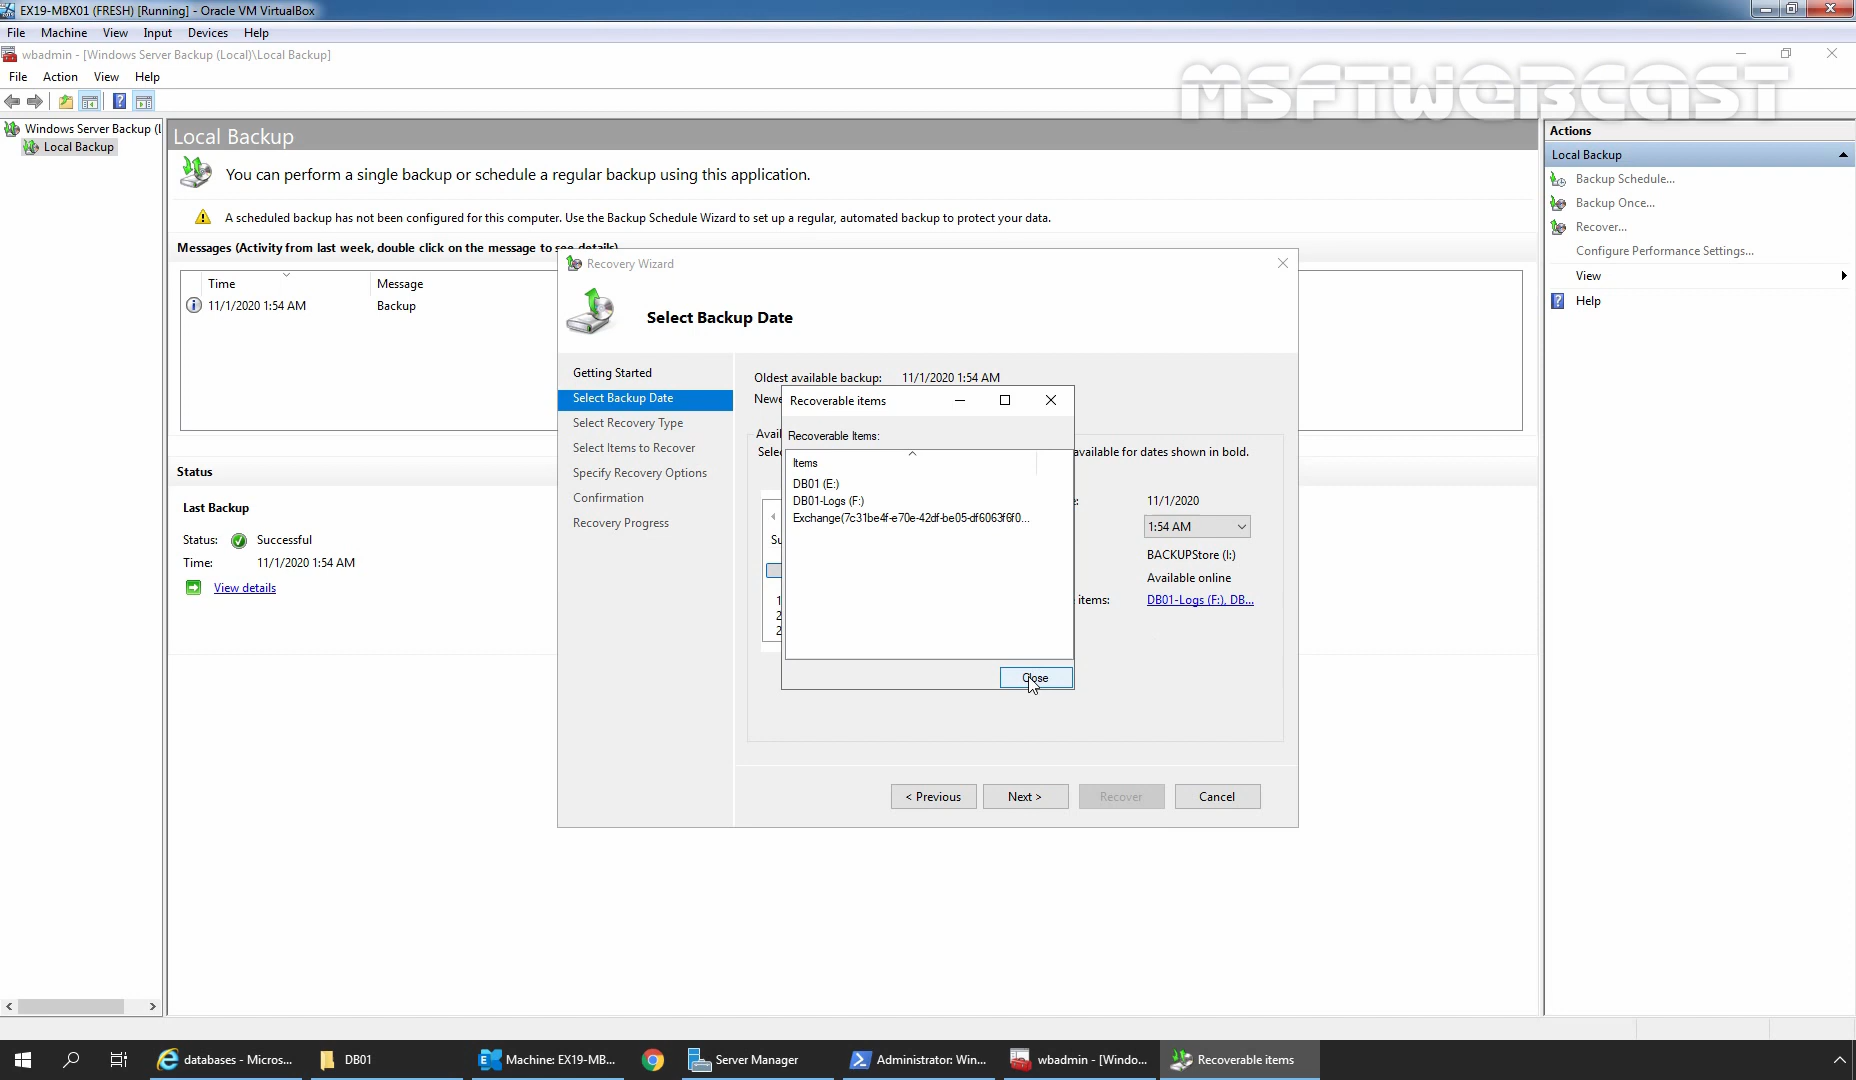 EX19-MBX01 (FRESH) [Running] - Oracle VM VirtualBox
File Machine View Input Devices Help
wbadmin - [Windows Server Backup (Local)\Local Backup]
File Action View Help
MSFTWEBCAST
Windows Server Backup (L
Local Backup
Local Backup
You can perform a single backup or schedule a regular backup using this application.
A scheduled backup has not been configured for this computer. Use the Backup Schedule Wizard to set up a regular, automated backup to protect your data.
Messages (Activity from last week, double click on the message to see details)
Time Message
11/1/2020 1:54 AM Backup
Status
Last Backup
Status: Successful
Time: 11/1/2020 1:54 AM
View details
Recovery Wizard
Select Backup Date
Getting Started
Select Backup Date
Select Recovery Type
Select Items to Recover
Specify Recovery Options
Confirmation
Recovery Progress
Oldest available backup: 11/1/2020 1:54 AM
Newe
Avail
Selec available for dates shown in bold.
Su
1
2
2
11/1/2020
1:54 AM
BACKUPStore (I:)
Available online
items: DB01-Logs (F:), DB...
Recoverable items
Recoverable Items:
Items
DB01 (E:)
DB01-Logs (F:)
Exchange(7c31be4f-e70e-42df-be05-df6063f6f0...
Close
< Previous Next > Recover Cancel
Actions
Local Backup
Backup Schedule...
Backup Once...
Recover...
Configure Performance Settings...
View
Help
databases - Micros... DB01 Machine: EX19-MB... Server Manager Administrator: Win... wbadmin - [Windo... Recoverable items